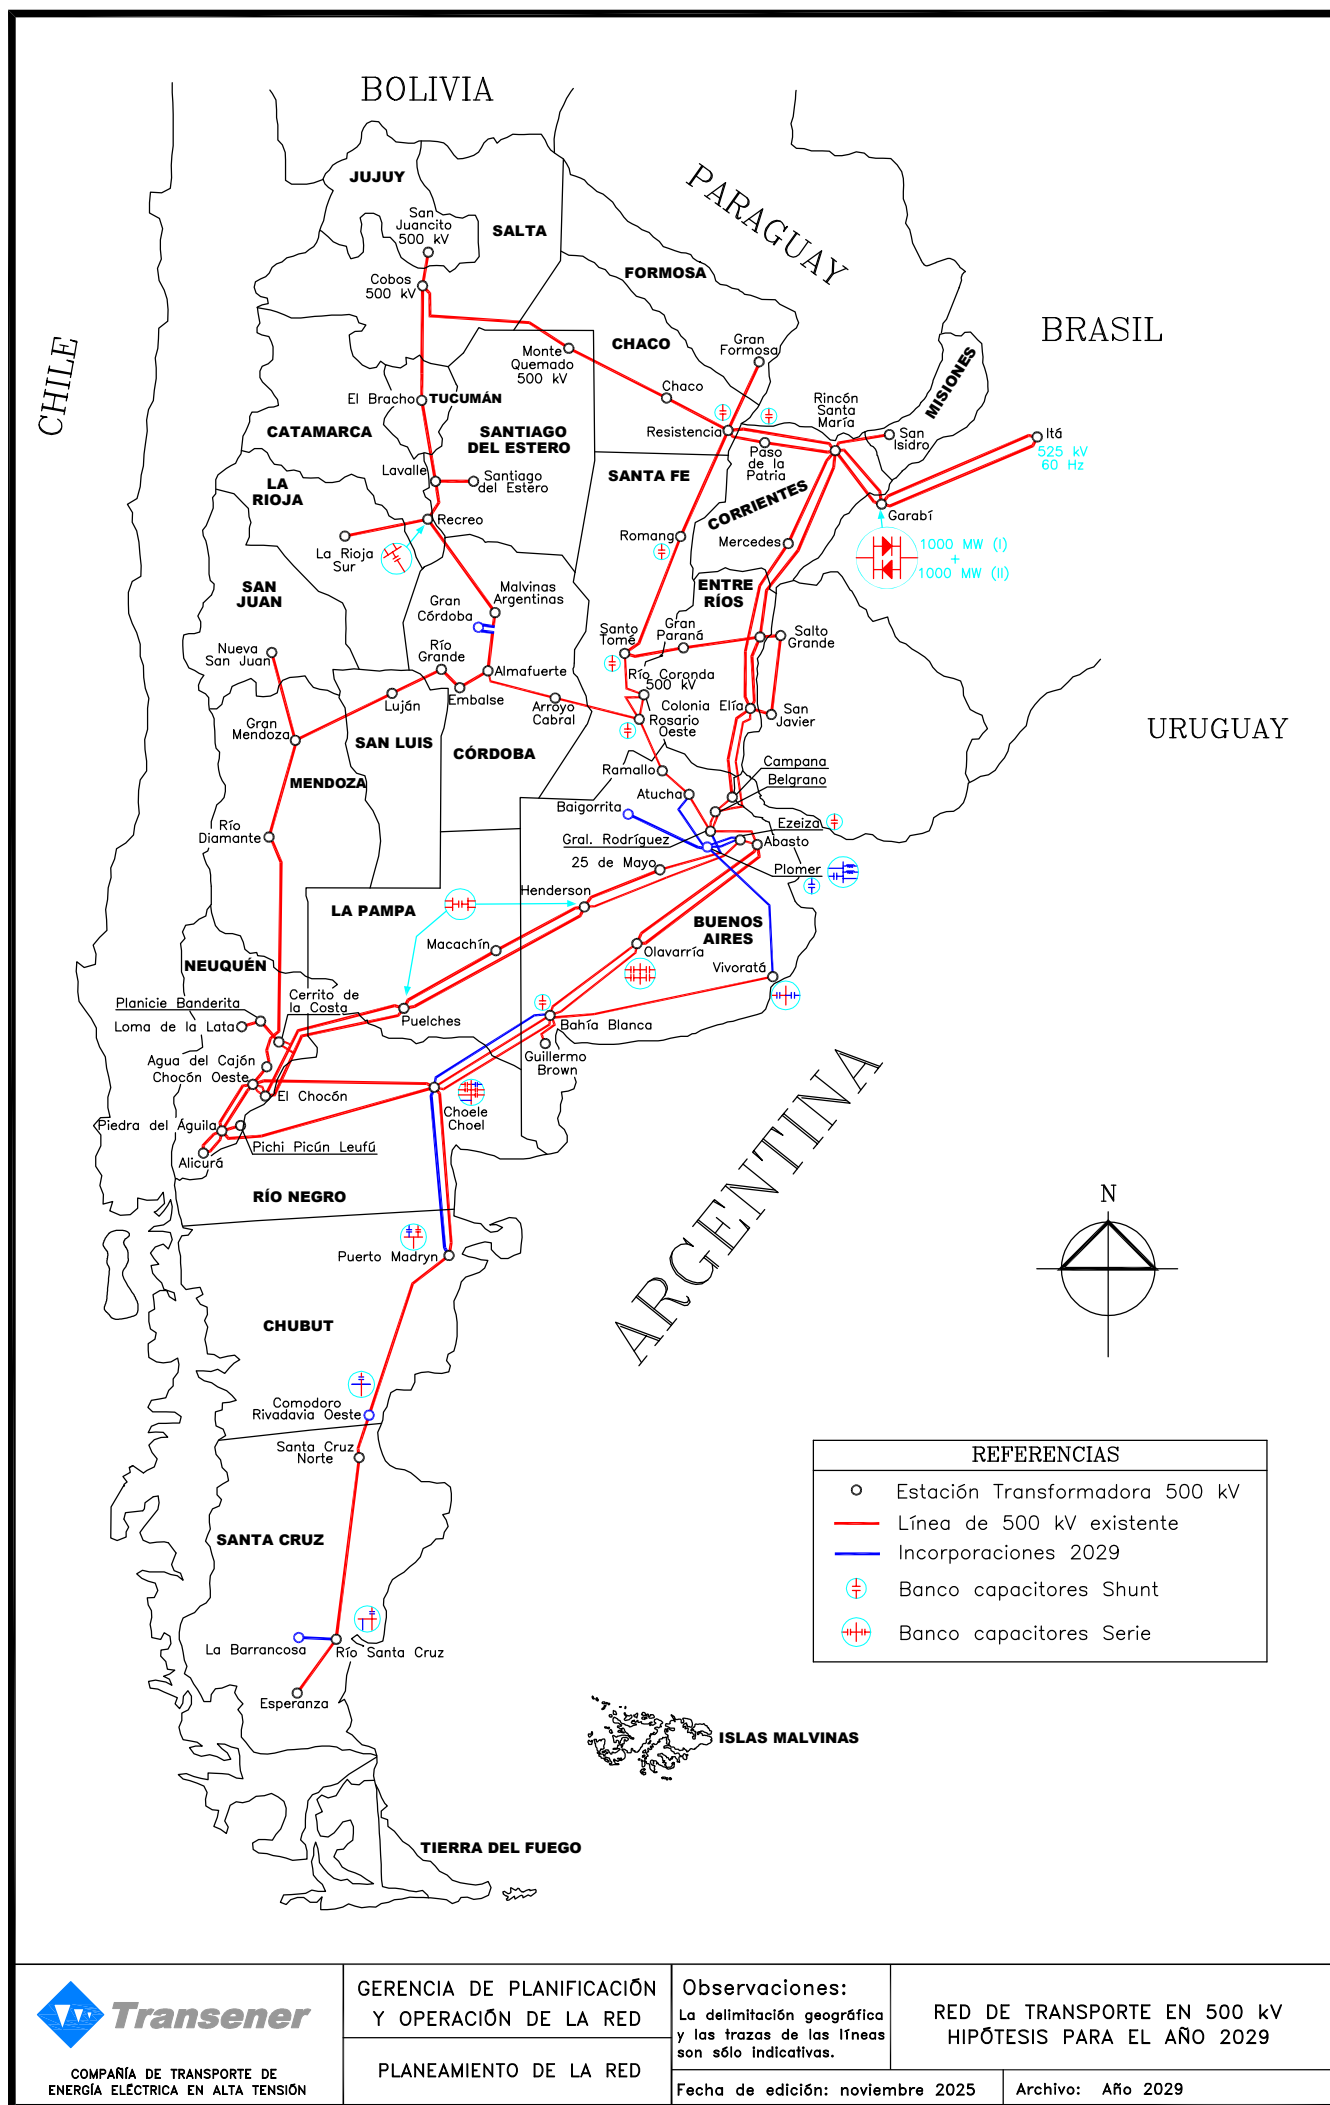 BOLIVIA
PARAGUAY
BRASIL
CHILE
URUGUAY
ARGENTINA
JUJUY
San
Juancito
500 kV
SALTA
FORMOSA
Cobos
500 kV
CHACO
Gran
Formosa
MISIONES
Monte
Quemado
500 kV
Chaco
El Bracho
TUCUMÁN
Rincón
Santa
María
CATAMARCA
SANTIAGO
DEL ESTERO
Resistencia
Paso
de la
Patria
San
Isidro
Itá
525 kV
60 Hz
Lavalle
Santiago
del Estero
SANTA FE
CORRIENTES
LA
RIOJA
Recreo
Garabí
La Rioja
Sur
Romang
Mercedes
1000 MW (I)
+
1000 MW (II)
SAN
JUAN
Malvinas
Argentinas
Gran
Córdoba
ENTRE
RÍOS
Nueva
San Juan
Río
Grande
Santo
Tomé
Gran
Paraná
Salto
Grande
Almafuerte
Embalse
Luján
Arroyo
Cabral
Río Coronda
500 kV
Colonia
Rosario
Oeste
Elía
San
Javier
Gran
Mendoza
SAN LUIS
CÓRDOBA
MENDOZA
Ramallo
Campana
Belgrano
Atucha
Baigorrita
Río
Diamante
Ezeiza
Gral. Rodríguez
Abasto
25 de Mayo
Plomer
Henderson
LA PAMPA
BUENOS
AIRES
Macachín
Olavarría
Vivoratá
NEUQUÉN
Planicie Banderita
Cerrito de
la Costa
Loma de la Lata
Puelches
Bahía Blanca
Agua del Cajón
Chocón Oeste
Guillermo
Brown
El Chocón
Choele
Choel
Piedra del Águila
Pichi Picún Leufú
Alicurá
RÍO NEGRO
N
Puerto Madryn
CHUBUT
Comodoro
Rivadavia Oeste
Santa Cruz
Norte
SANTA CRUZ
La Barrancosa
Río Santa Cruz
Esperanza
ISLAS MALVINAS
TIERRA DEL FUEGO
REFERENCIAS
Estación Transformadora 500 kV
Línea de 500 kV existente
Incorporaciones 2029
Banco capacitores Shunt
Banco capacitores Serie
Transener
COMPAÑÍA DE TRANSPORTE DE
ENERGÍA ELÉCTRICA EN ALTA TENSIÓN
GERENCIA DE PLANIFICACIÓN
Y OPERACIÓN DE LA RED
PLANEAMIENTO DE LA RED
Observaciones:
La delimitación geográfica
y las trazas de las líneas
son sólo indicativas.
RED DE TRANSPORTE EN 500 kV
HIPÓTESIS PARA EL AÑO 2029
Fecha de edición: noviembre 2025
Archivo: Año 2029